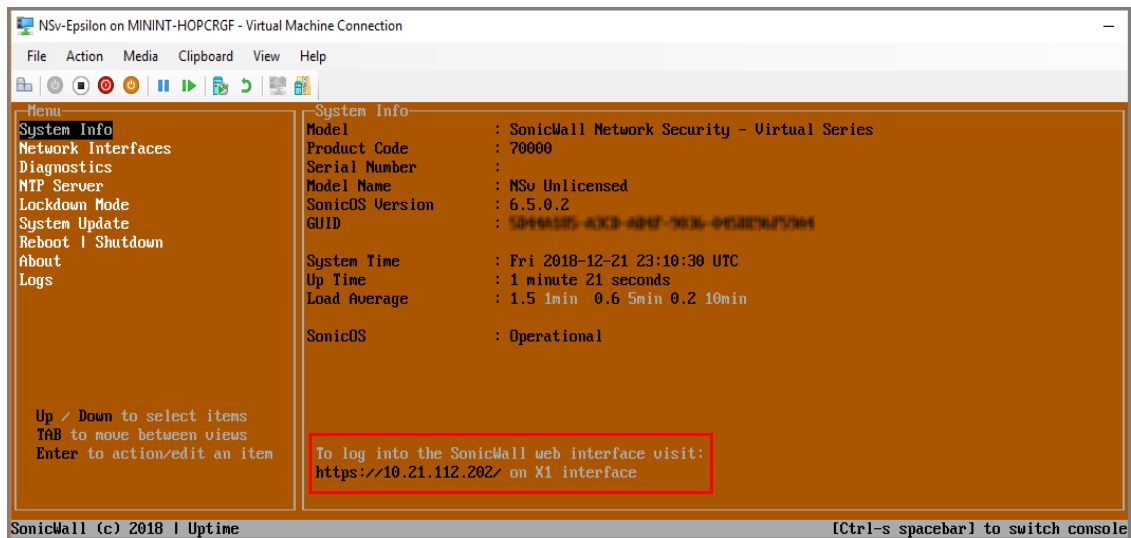 NSv-Epsilon on MININT-HOPCRGF - Virtual Machine Connection
File Action Media Clipboard View Help
Menu
System Info
Network Interfaces
Diagnostics
NTP Server
Lockdown Mode
System Update
Reboot | Shutdown
About
Logs
Up / Down to select items
TAB to move between views
Enter to action/edit an item
System Info
Model : SonicWall Network Security - Virtual Series
Product Code : 70000
Serial Number :
Model Name : NSv Unlicensed
SonicOS Version : 6.5.0.2
GUID :
System Time : Fri 2018-12-21 23:10:30 UTC
Up Time : 1 minute 21 seconds
Load Average : 1.5 1min 0.6 5min 0.2 10min
SonicOS : Operational
To log into the SonicWall web interface visit:
https://10.21.112.202/ on X1 interface
SonicWall (c) 2018 | Uptime
[Ctrl-s spacebar] to switch console